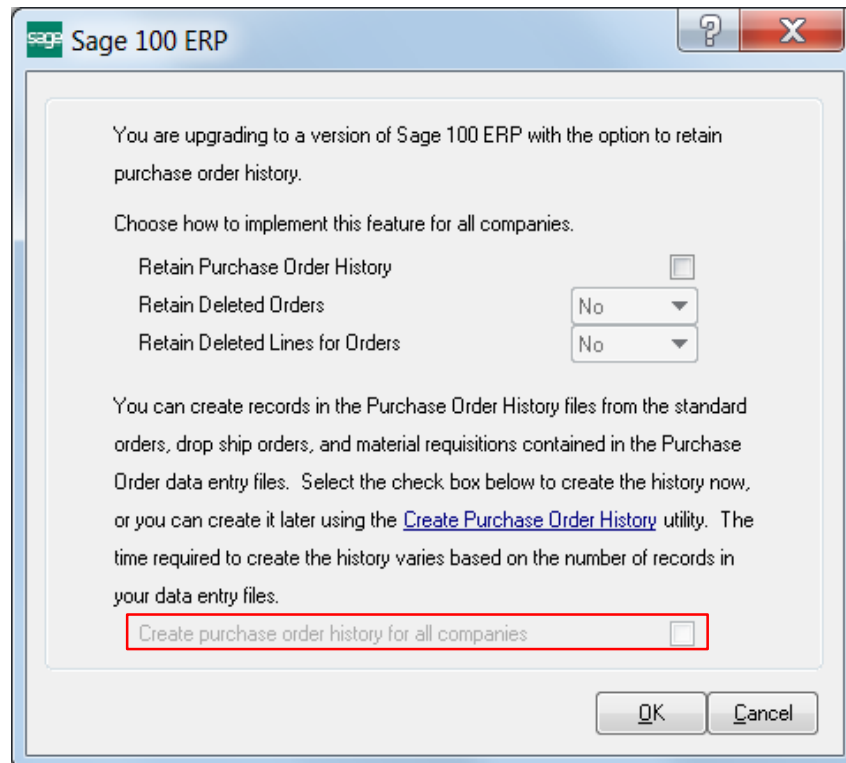 sage Sage 100 ERP
You are upgrading to a version of Sage 100 ERP with the option to retain
purchase order history.
Choose how to implement this feature for all companies.
Retain Purchase Order History
Retain Deleted Orders No
Retain Deleted Lines for Orders No
You can create records in the Purchase Order History files from the standard
orders, drop ship orders, and material requisitions contained in the Purchase
Order data entry files. Select the check box below to create the history now,
or you can create it later using the Create Purchase Order History utility. The
time required to create the history varies based on the number of records in
your data entry files.
Create purchase order history for all companies
OK Cancel